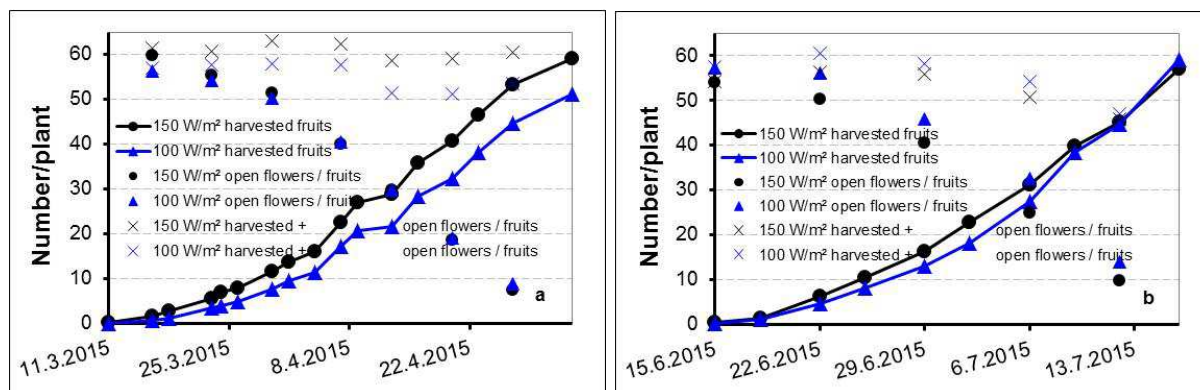 60
50
40
30
20
10
0
Number/plant
150 W/m² harvested fruits
100 W/m² harvested fruits
150 W/m² open flowers / fruits
100 W/m² open flowers / fruits
150 W/m² harvested + open flowers / fruits
100 W/m² harvested + open flowers / fruits
a
11.3.2015 25.3.2015 8.4.2015 22.4.2015
60
50
40
30
20
10
0
Number/plant
150 W/m² harvested fruits
100 W/m² harvested fruits
150 W/m² open flowers / fruits
100 W/m² open flowers / fruits
150 W/m² harvested + open flowers / fruits
100 W/m² harvested + open flowers / fruits
b
15.6.2015 22.6.2015 29.6.2015 6.7.2015 13.7.2015